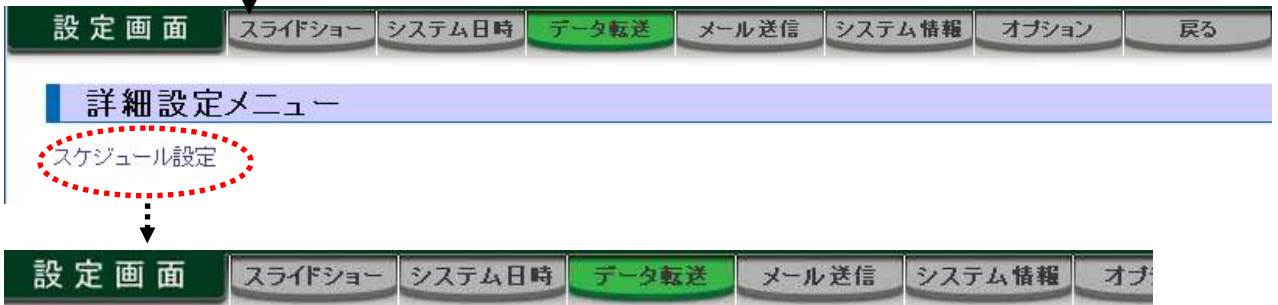 設定画面 スライドショー システム日時 データ転送 メール送信 システム情報 オプション 戻る
詳細設定メニュー
スケジュール設定
設定画面 スライドショー システム日時 データ転送 メール送信 システム情報 オプ